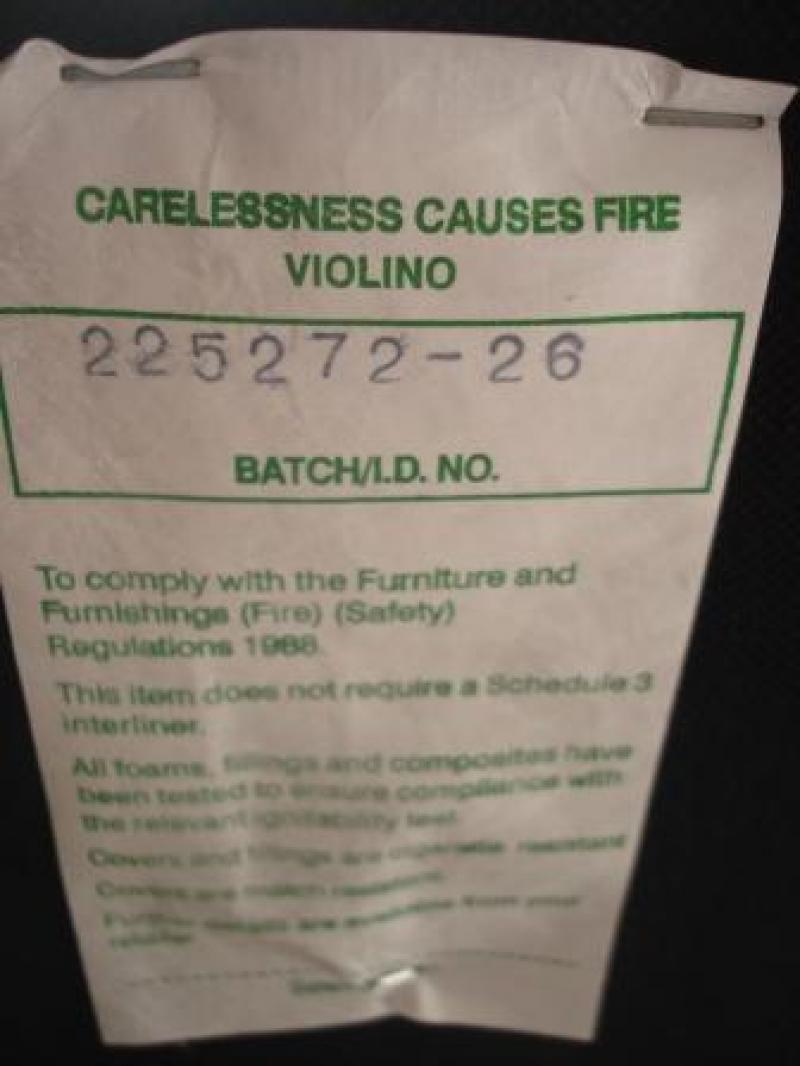 CARELESSNESS CAUSES FIRE
VIOLINO
225272-26
BATCH/I.D. NO.
To comply with the Furniture and
Furnishings (Fire) (Safety)
Regulations 1988.
This item does not require a Schedule 3
interliner.
All foams, fillings and composites have
been tested to ensure compliance with
the relevant ignitability test.
Covers and fillings are cigarette resistant
Covers are match resistant.
Further details are available from your
retailer.